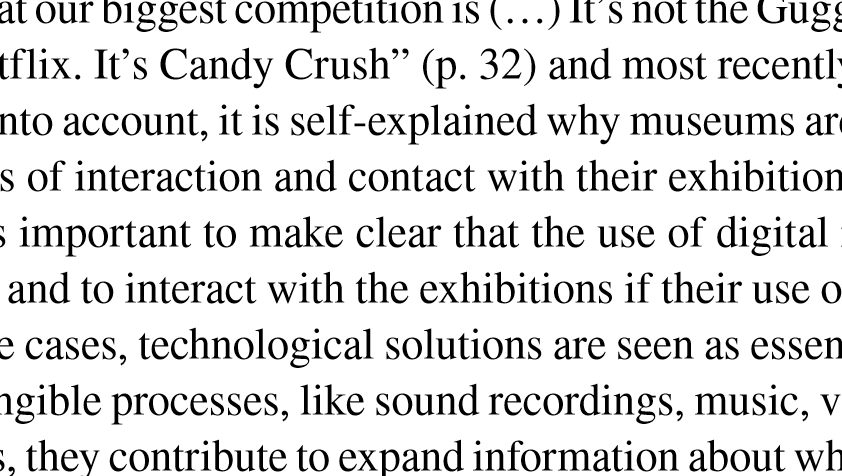 at our biggest competition is (…) It’s not the Gugg
tflix. It’s Candy Crush” (p. 32) and most recently
nto account, it is self-explained why museums are
s of interaction and contact with their exhibition
s important to make clear that the use of digital
and to interact with the exhibitions if their use o
e cases, technological solutions are seen as essen
ngible processes, like sound recordings, music, v
s, they contribute to expand information about wh